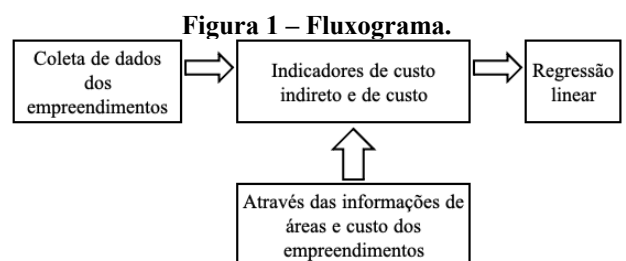 Figura 1 – Fluxograma.
Coleta de dados
dos
empreendimentos
Indicadores de custo
indireto e de custo
Regressão
linear
Através das informações de
áreas e custo dos
empreendimentos